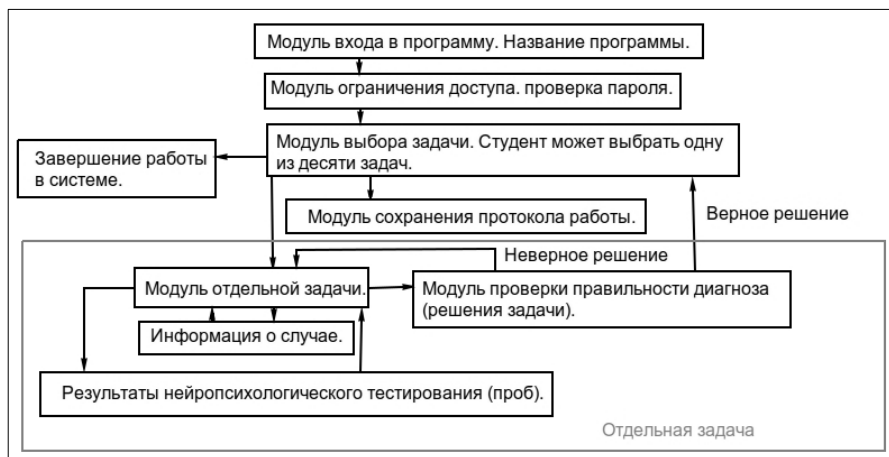 Модуль входа в программу. Название программы.
Модуль ограничения доступа. проверка пароля.
Модуль выбора задачи. Студент может выбрать одну
из десяти задач.
Завершение работы
в системе.
Модуль сохранения протокола работы.
Верное решение
Неверное решение
Модуль отдельной задачи.
Модуль проверки правильности диагноза
(решения задачи).
Информация о случае.
Результаты нейропсихологического тестирования (проб).
Отдельная задача